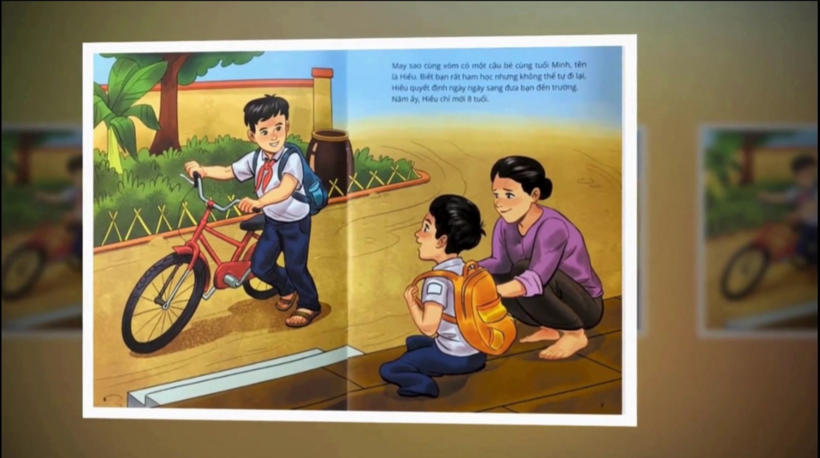 May sao cùng xóm có một cậu bé cùng tuổi Minh, tên
là Hiếu. Biết bạn rất ham học nhưng không thể tự đi lại,
Hiếu quyết định ngày ngày sang đưa bạn đến trường.
Năm ấy, Hiếu chỉ mới 8 tuổi.